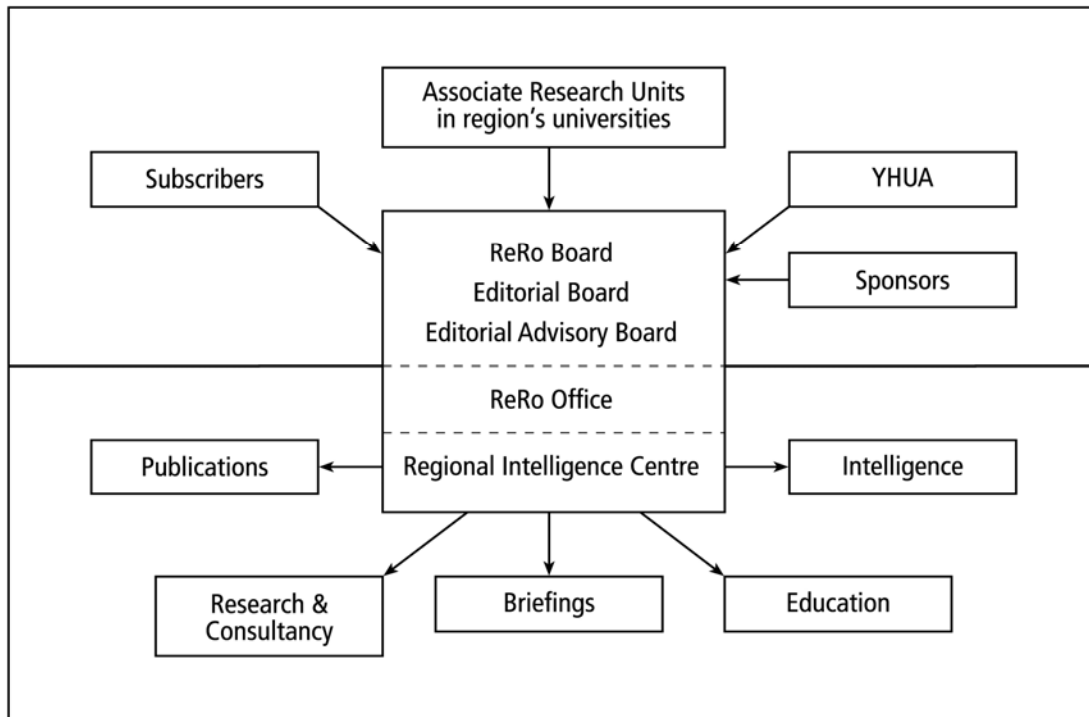 Associate Research Units
in region's universities
Subscribers
YHUA
ReRo Board
Editorial Board
Editorial Advisory Board
Sponsors
ReRo Office
Publications
Regional Intelligence Centre
Intelligence
Research &
Consultancy
Briefings
Education